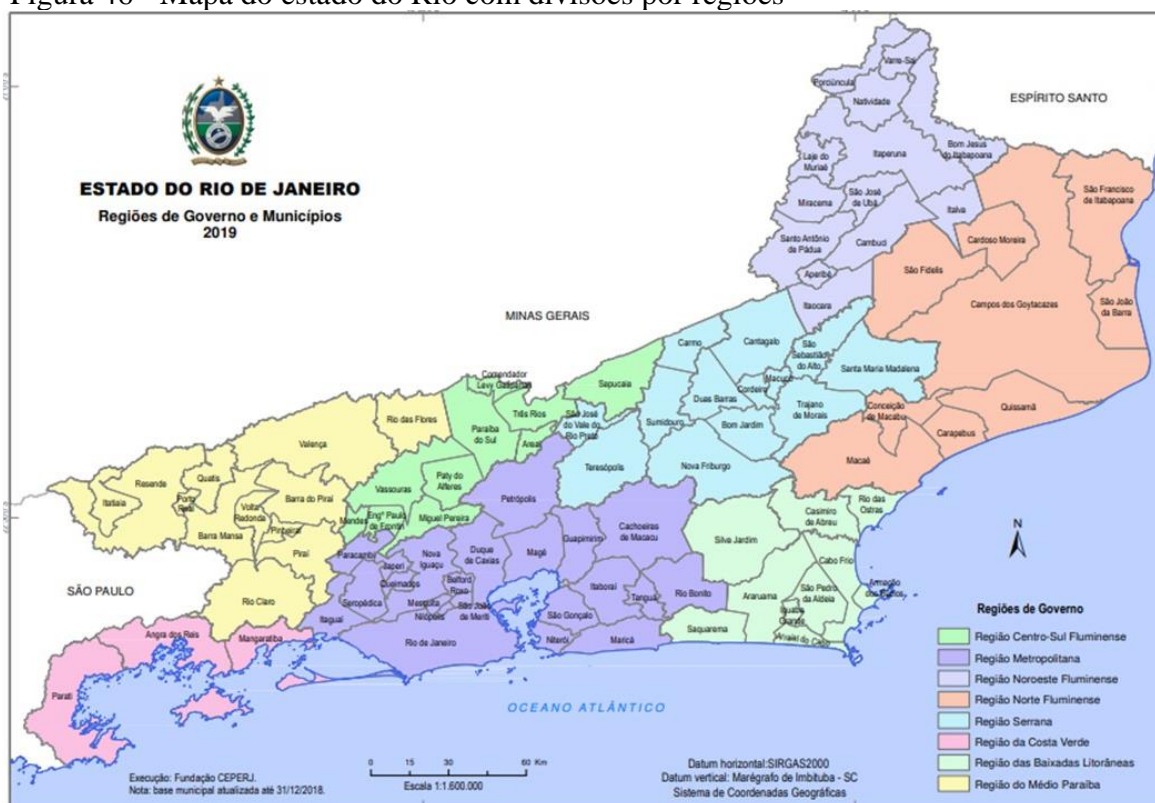 Figura 46 - Mapa do estado do Rio com divisões por regiões
ESTADO DO RIO DE JANEIRO
Regiões de Governo e Municípios
2019
ESPÍRITO SANTO
MINAS GERAIS
SÃO PAULO
OCEANO ATLÂNTICO
Varre-Sai
Porciúncula
Natividade
Bom Jesus
do Itabapoana
Itaperuna
Laje do
Muriaé
São José
de Ubá
Miracema
Italva
Santo Antônio
de Pádua
Cambuci
Aperibé
Itaocara
São Francisco
de Itabapoana
Cardoso Moreira
São Fidelis
Campos dos Goytacazes
São João
da Barra
Quissamã
Conceição
de Macabu
Carapebus
Macaé
Carmo
Cantagalo
São
Sebastião
do Alto
Santa Maria Madalena
Macuco
Cordeiro
Duas Barras
Trajano
de Morais
Sumidouro
Bom Jardim
São José
do Vale do
Rio Preto
Teresópolis
Nova Friburgo
Comendador
Levy Gasparian
Sapucaia
Três Rios
Paraíba
do Sul
Areal
Paty do
Alferes
Vassouras
Engº Paulo
de Frontin
Mendes
Miguel Pereira
Rio das Flores
Valença
Resende
Itatiaia
Quatis
Porto
Real
Barra do Piraí
Volta
Redonda
Pinheiral
Barra Mansa
Piraí
Rio Claro
Petrópolis
Paracambi
Japeri
Nova
Iguaçu
Duque
de Caxias
Magé
Guapimirim
Cachoeiras
de Macacu
Queimados
Belford
Roxo
Seropédica
Mesquita
Nilópolis
São João
de Meriti
Itaguaí
Rio de Janeiro
São Gonçalo
Itaboraí
Tanguá
Rio Bonito
Niterói
Maricá
Rio das
Ostras
Casimiro
de Abreu
Silva Jardim
Cabo Frio
Armação
dos Búzios
São Pedro
da Aldeia
Araruama
Iguaba
Grande
Saquarema
Arraial do Cabo
Angra dos Reis
Mangaratiba
Parati
N
Regiões de Governo
Região Centro-Sul Fluminense
Região Metropolitana
Região Noroeste Fluminense
Região Norte Fluminense
Região Serrana
Região da Costa Verde
Região das Baixadas Litorâneas
Região do Médio Paraíba
Execução: Fundação CEPERJ.
Nota: base municipal atualizada até 31/12/2018.
0 15 30 60 Km
Escala 1:1.600.000
Datum horizontal:SIRGAS2000
Datum vertical: Marégrafo de Imbituba - SC
Sistema de Coordenadas Geográficas